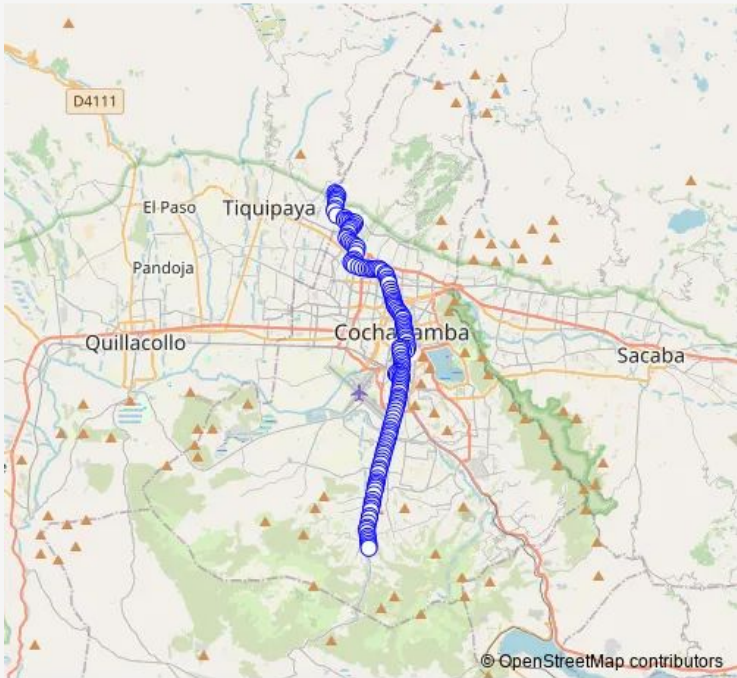 D4111
El Paso
Tiquipaya
Pandoja
Quillacollo
Cochabamba
Sacaba
© OpenStreetMap contributors